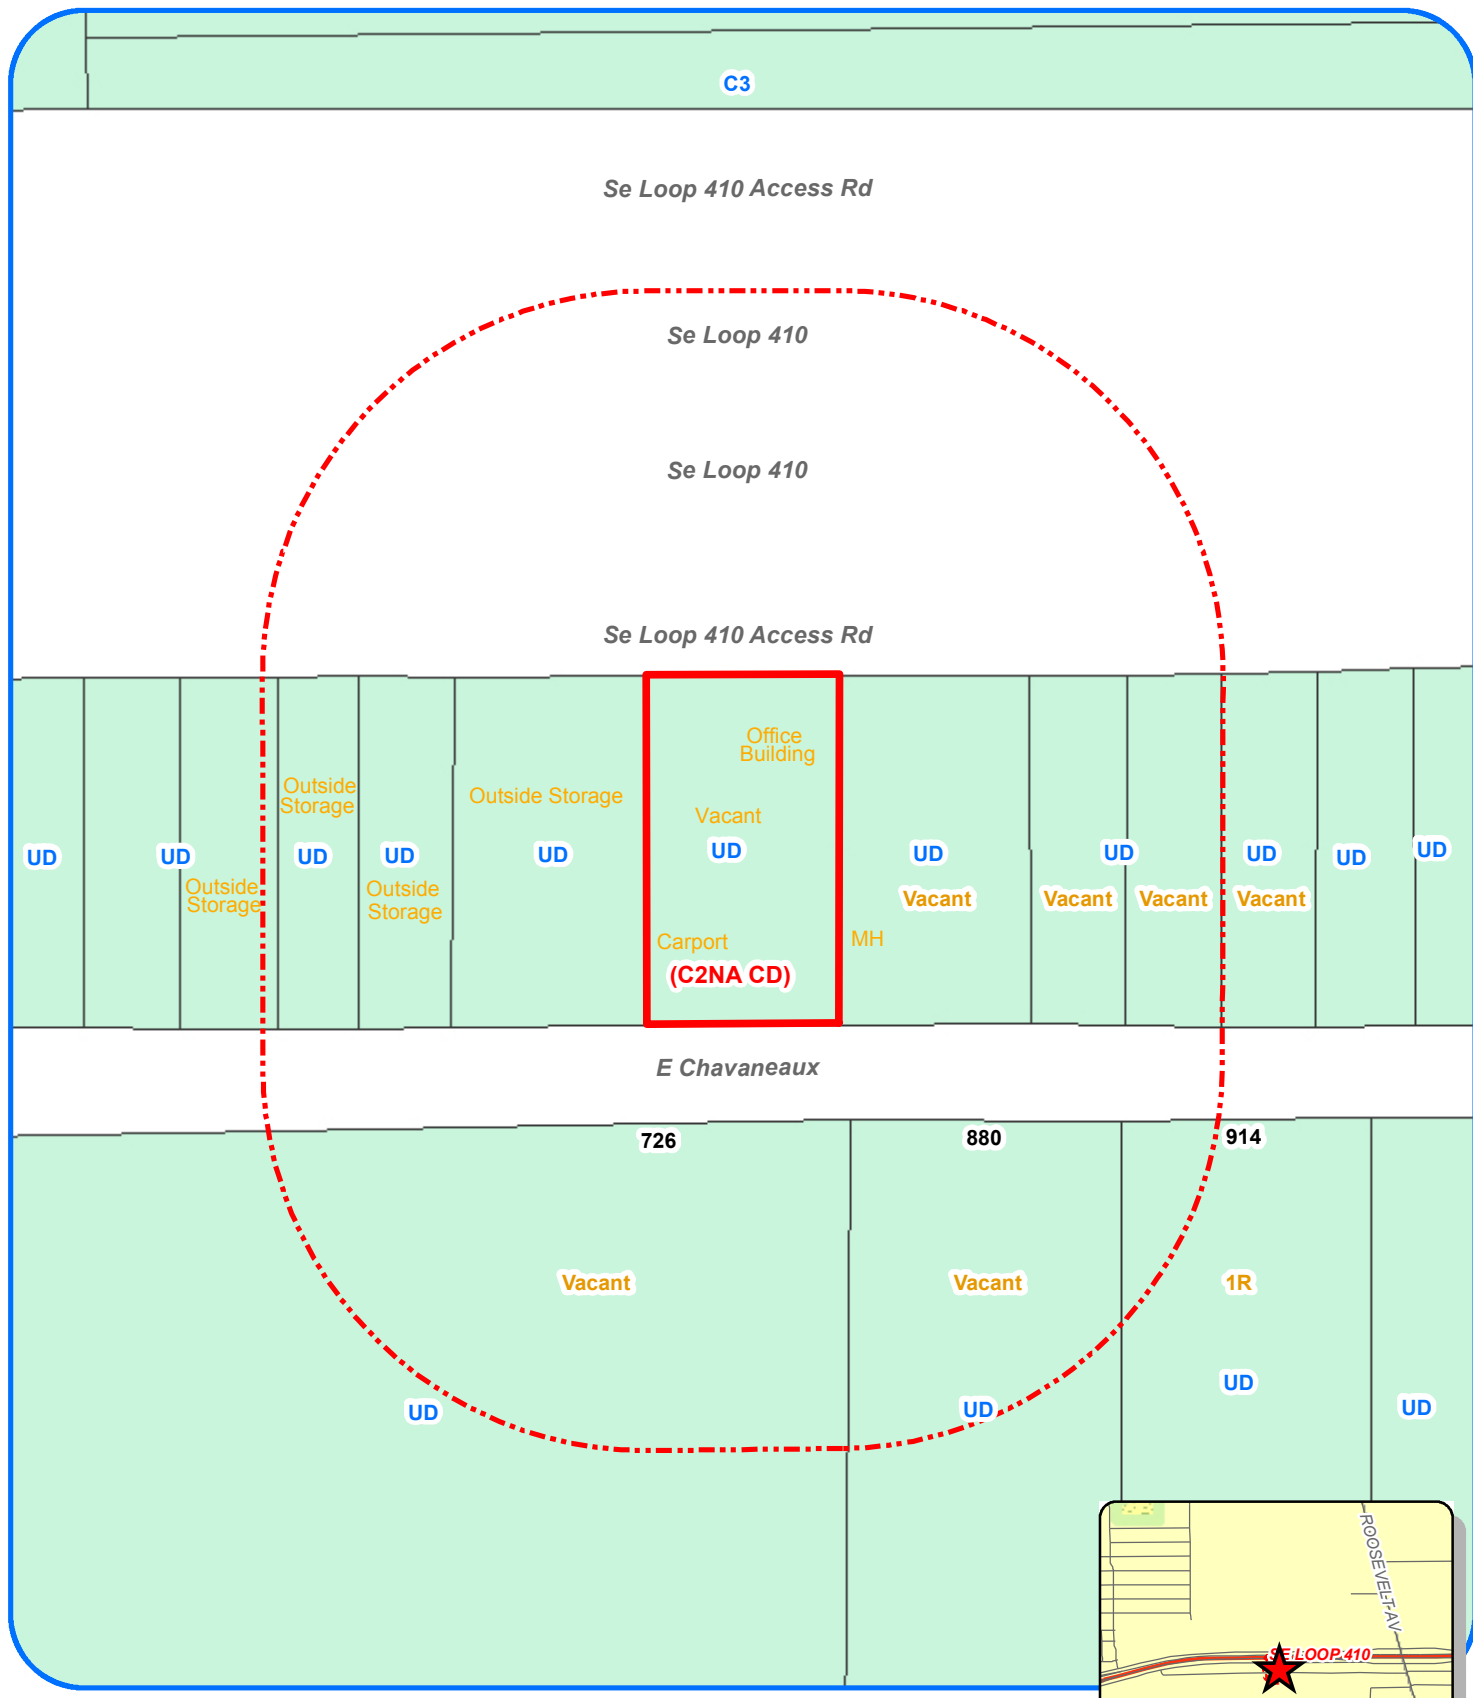 C3
Se Loop 410 Access Rd
Se Loop 410
Se Loop 410
Se Loop 410 Access Rd
Office
Building
Outside
Storage
Outside Storage
Vacant
UD
UD
UD
UD
UD
UD
UD
UD
UD
UD
UD
Outside
Storage
Outside
Storage
Vacant
Vacant
Vacant
Vacant
Carport
MH
(C2NA CD)
E Chavaneaux
726
880
914
Vacant
Vacant
1R
UD
UD
UD
UD
ROOSEVELT AV
SE LOOP 410